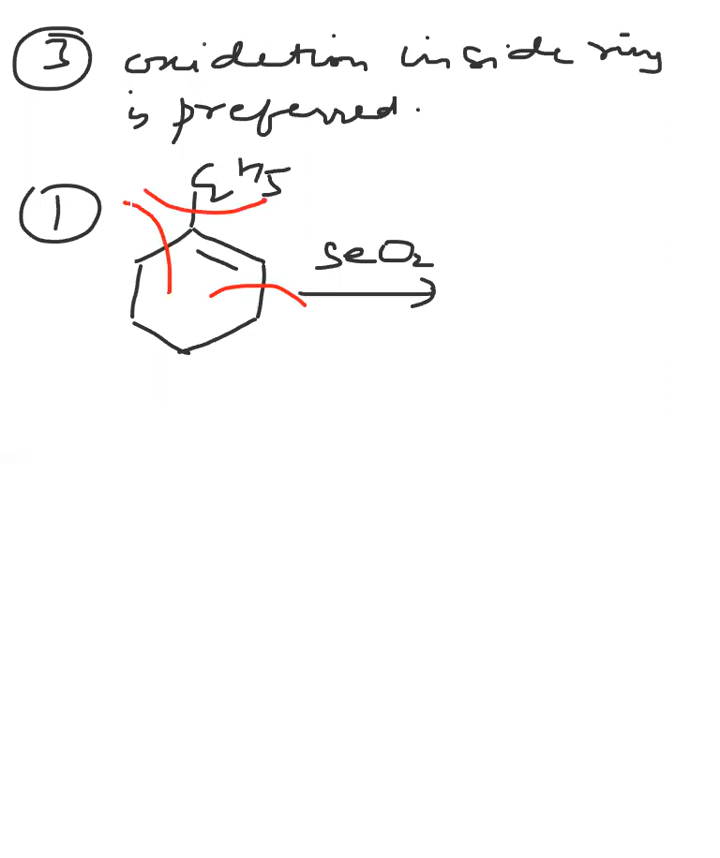 ③ oxidation inside ring
is preferred.
C₂H₅
①
SeO₂